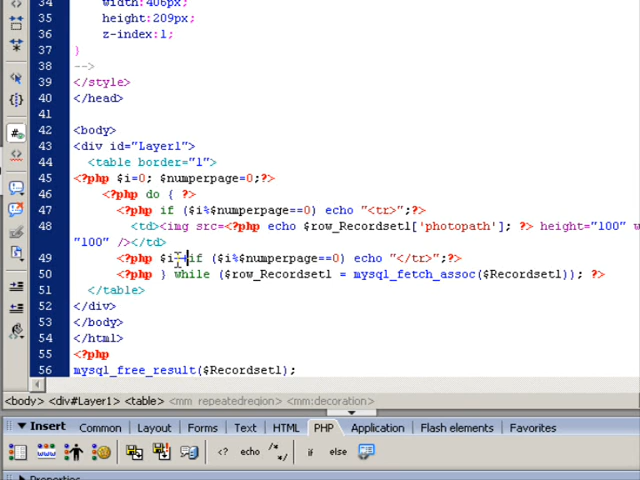 34 width:406px;
35 height:209px;
36 z-index:1;
37 }
38 -->
39 </style>
40 </head>
41
42 <body>
43 <div id="Layer1">
44 <table border="1">
45 <?php $i=0; $numperpage=0;?>
46 <?php do { ?>
47 <?php if ($i%$numperpage==0) echo "<tr>";?>
48 <td><img src=<?php echo $row_Recordset1['photopath']; ?> height="100" w
"100" /></td>
49 <?php $i++if ($i%$numperpage==0) echo "</tr>";?>
50 <?php } while ($row_Recordset1 = mysql_fetch_assoc($Recordset1)); ?>
51 </table>
52 </div>
53 </body>
54 </html>
55 <?php
56 mysql_free_result($Recordset1);
<body> <div#Layer1> <table> <mm repeatedregion> <mm:decoration>
Insert Common Layout Forms Text HTML PHP Application Flash elements Favorites
<? echo /* */ if else
Properties